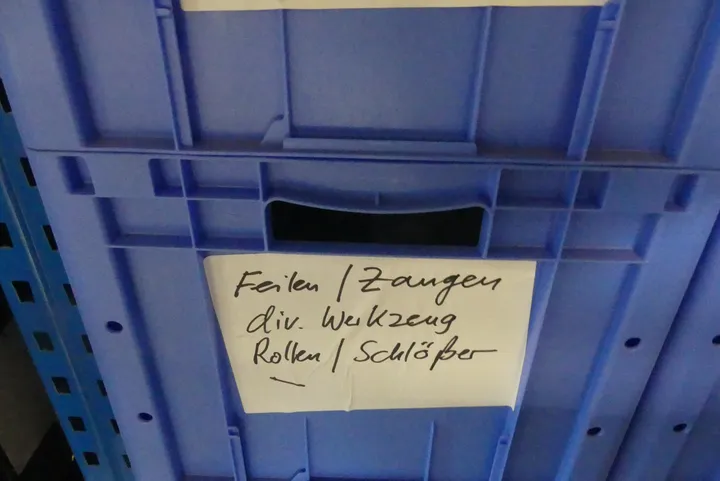 Feilen / Zangen
div. Werkzeug
Rollen / Schlößer